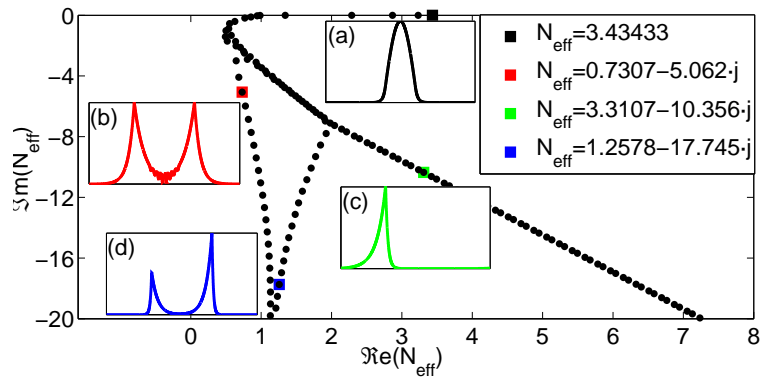 0
−4
−8
−12
−16
−20
ℑm(N_eff)
0
1
2
3
4
5
6
7
8
ℜe(N_eff)
(a)
(b)
(c)
(d)
N_eff=3.43433
N_eff=0.7307−5.062·j
N_eff=3.3107−10.356·j
N_eff=1.2578−17.745·j